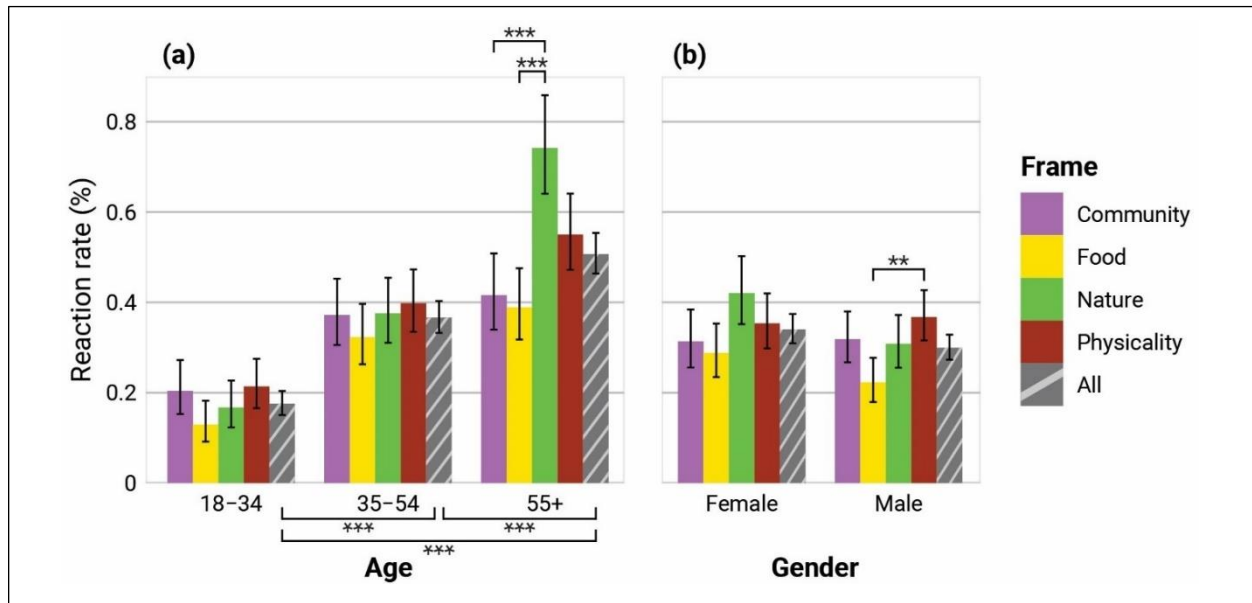 (a)
***
***
(b)
**
Reaction rate (%)
0.8
0.6
0.4
0.2
0
18–34
35–54
55+
***
***
***
Age
Female
Male
Gender
Frame
Community
Food
Nature
Physicality
All